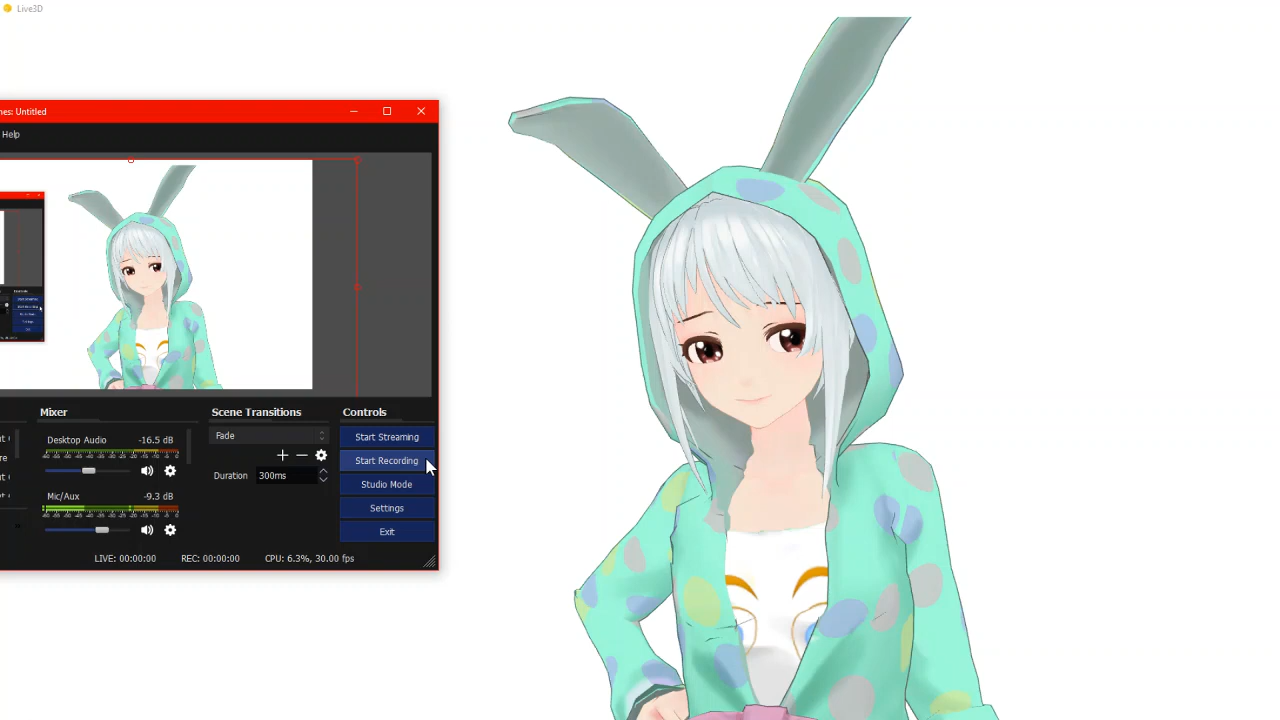 Live3D
nes: Untitled
Help
Mixer
Scene Transitions
Controls
Desktop Audio
-16.5 dB
Fade
Start Streaming
Start Recording
Duration
300ms
Mic/Aux
-9.3 dB
Studio Mode
Settings
Exit
LIVE: 00:00:00
REC: 00:00:00
CPU: 6.3%, 30.00 fps